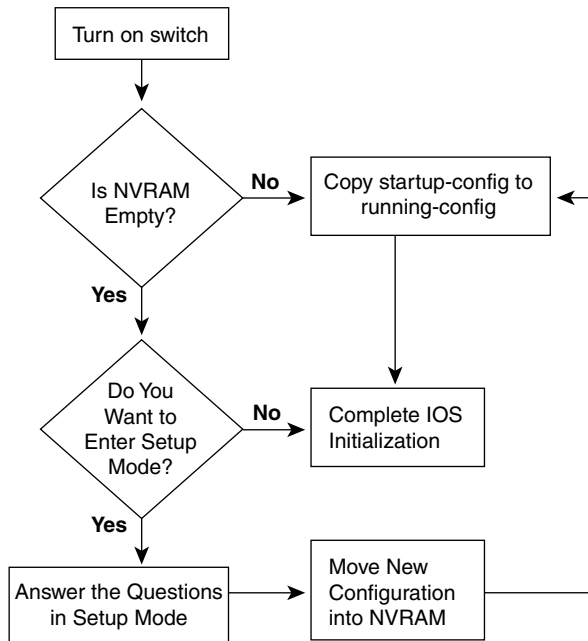 Turn on switch
Is NVRAM
Empty?
No
Copy startup-config to
running-config
Yes
Do You
Want to
Enter Setup
Mode?
No
Complete IOS
Initialization
Yes
Answer the Questions
in Setup Mode
Move New
Configuration
into NVRAM